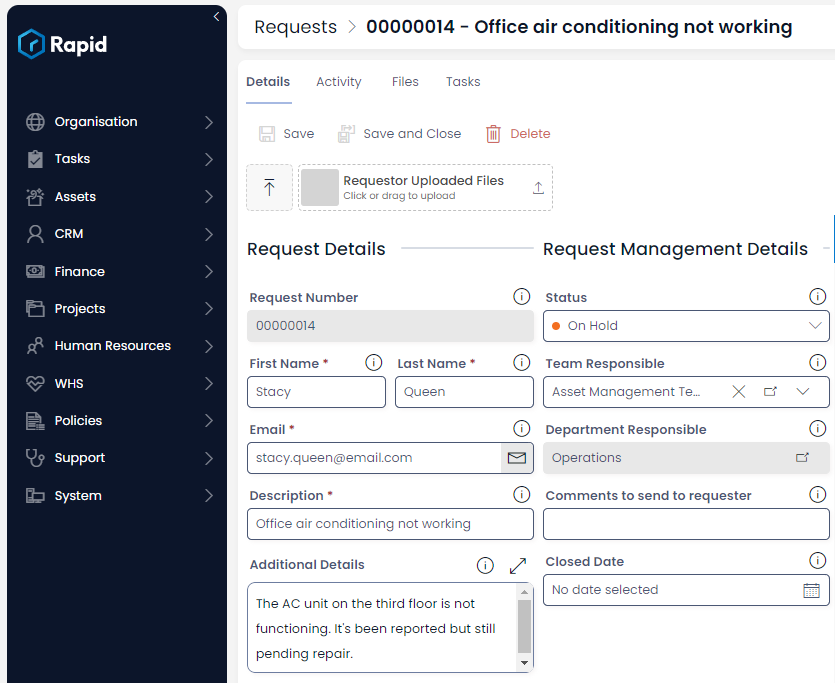 Rapid
Organisation
Tasks
Assets
CRM
Finance
Projects
Human Resources
WHS
Policies
Support
System
Requests > 00000014 - Office air conditioning not working
Details Activity Files Tasks
Save Save and Close Delete
Requestor Uploaded Files
Click or drag to upload
Request Details
Request Number
00000014
First Name * Last Name *
Stacy Queen
Email *
stacy.queen@email.com
Description *
Office air conditioning not working
Additional Details
The AC unit on the third floor is not
functioning. It's been reported but still
pending repair.
Request Management Details
Status
On Hold
Team Responsible
Asset Management Te...
Department Responsible
Operations
Comments to send to requester
Closed Date
No date selected